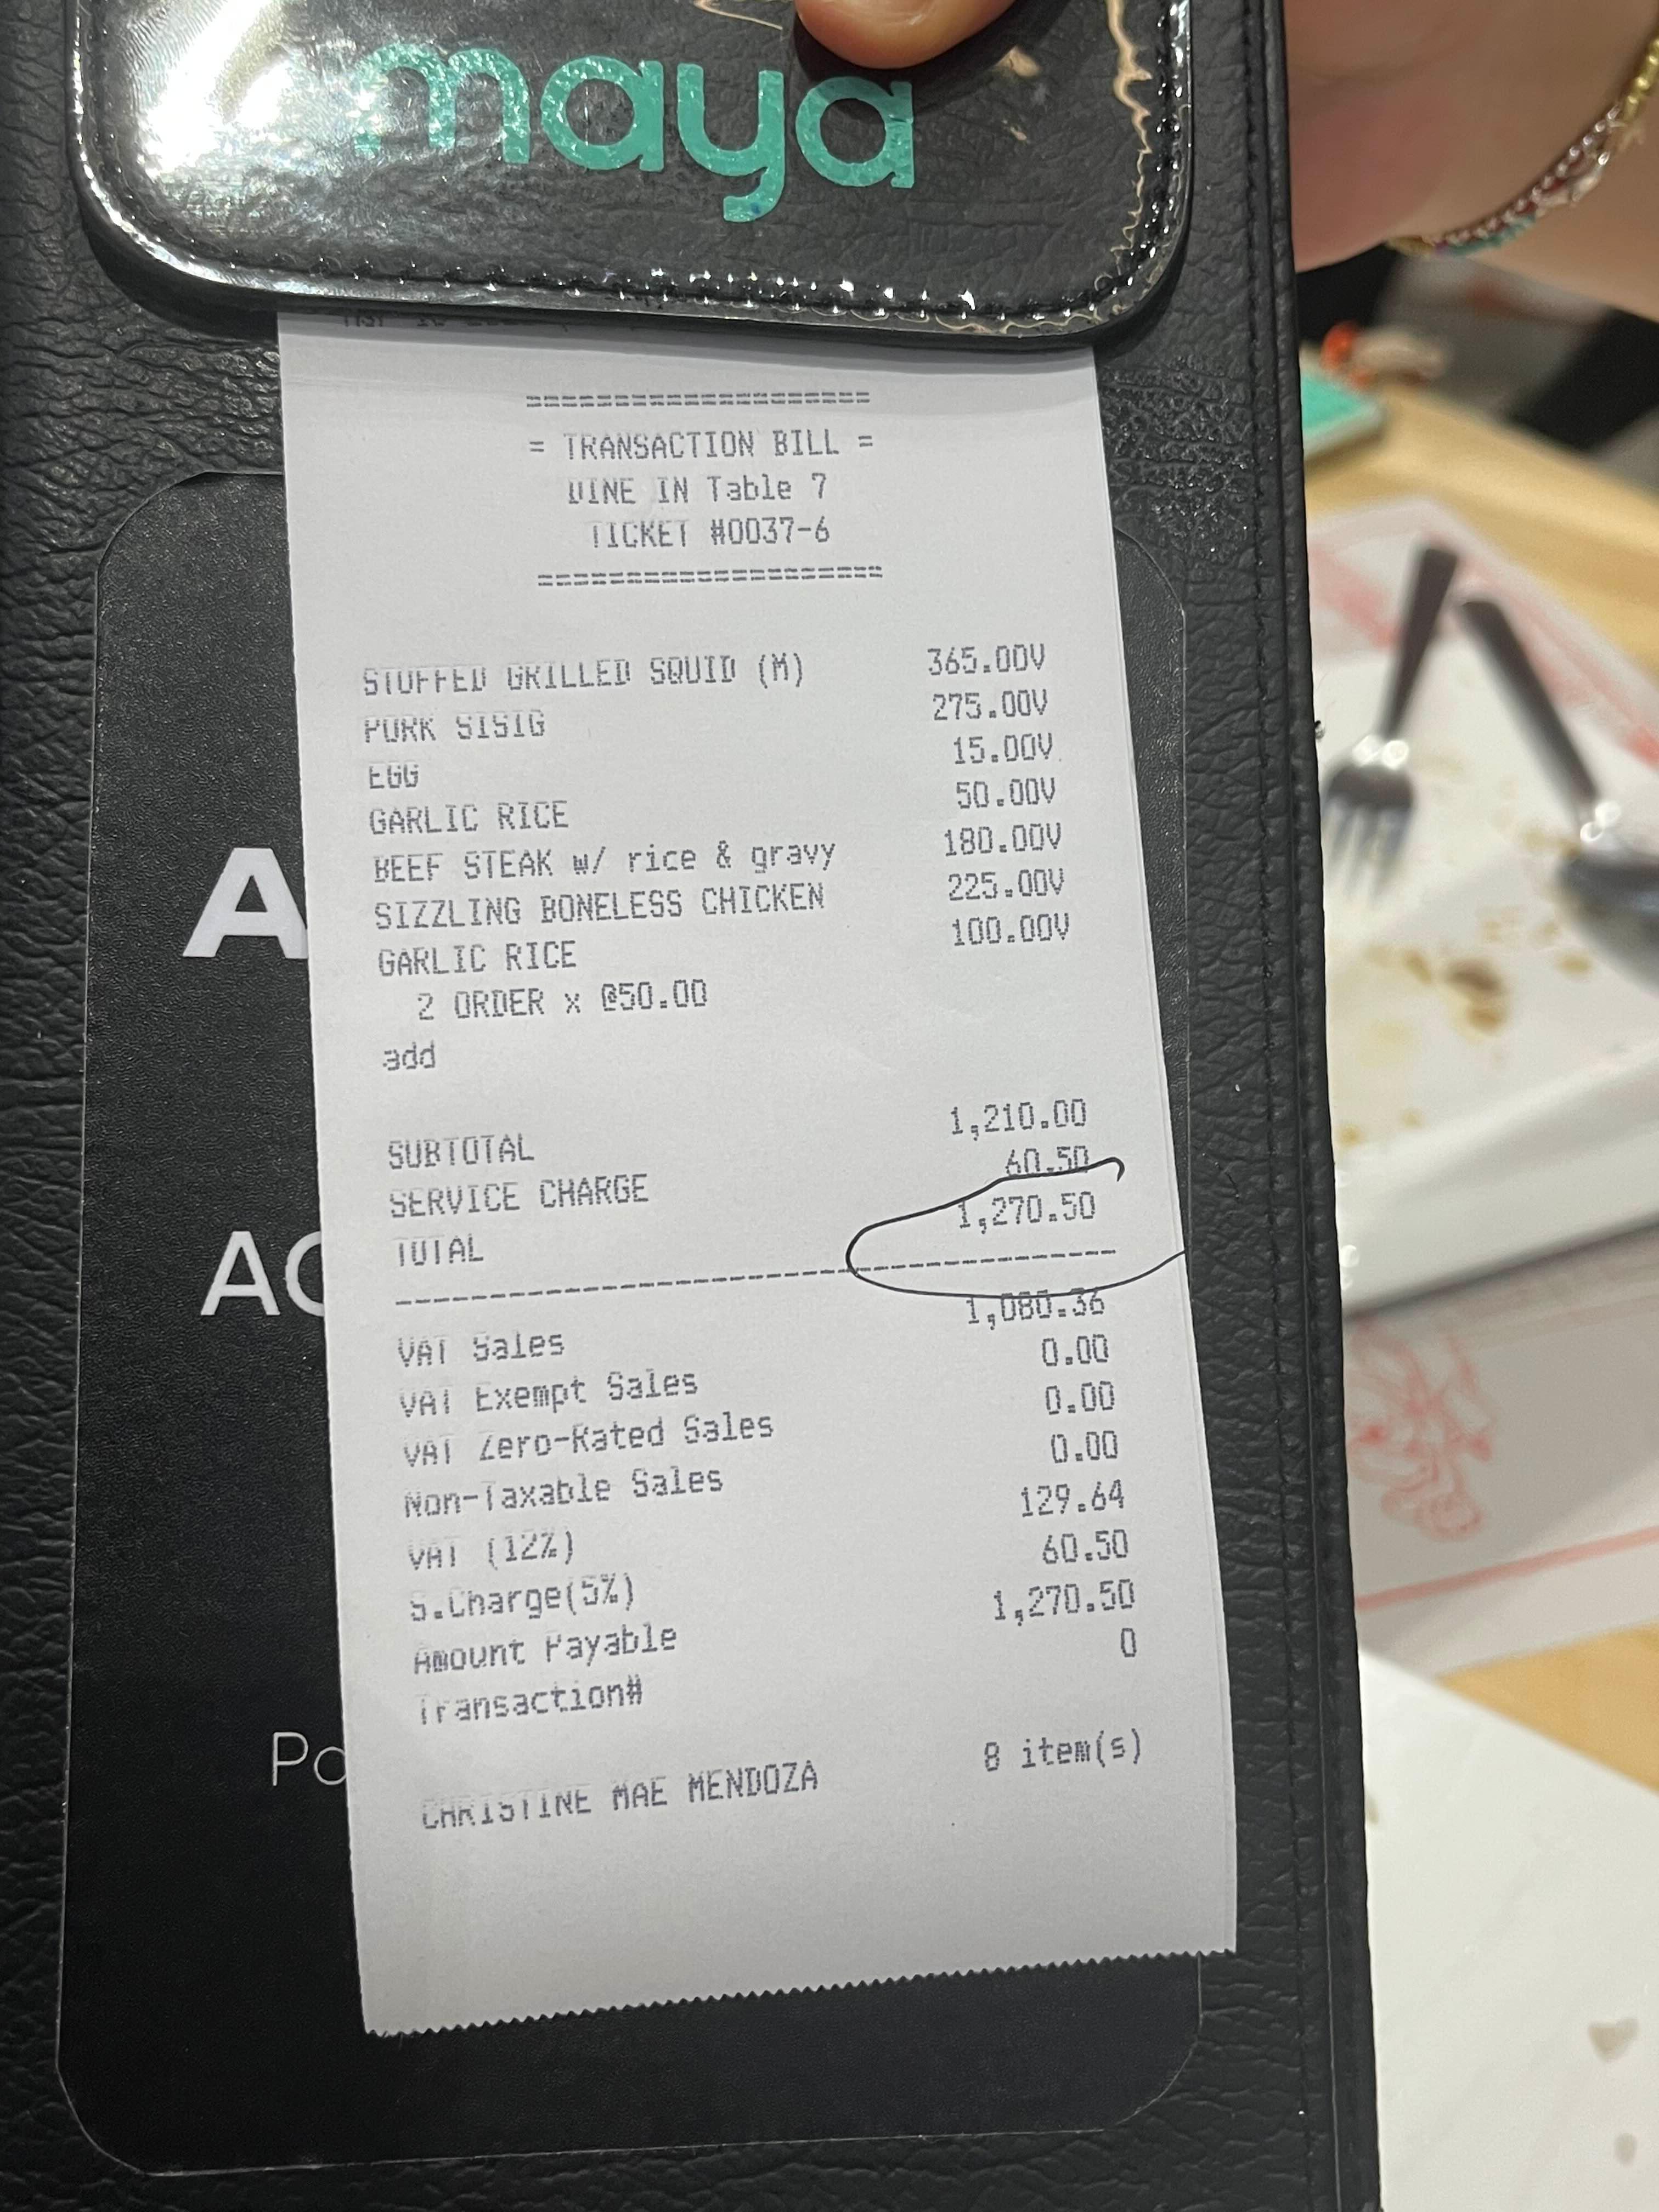 maya
====================
= TRANSACTION BILL =
DINE IN Table 7
TICKET #0037-6
====================
STUFFED GRILLED SQUID (M) 365.00V
PORK SISIG 275.00V
EGG 15.00V
GARLIC RICE 50.00V
BEEF STEAK w/ rice & gravy 180.00V
SIZZLING BONELESS CHICKEN 225.00V
GARLIC RICE 100.00V
2 ORDER x @50.00
add
SUBTOTAL 1,210.00
SERVICE CHARGE 60.50
TOTAL 1,270.50
VAT Sales 1,080.36
VAT Exempt Sales 0.00
VAT Zero-Rated Sales 0.00
Non-Taxable Sales 0.00
VAT (12%) 129.64
S.Charge(5%) 60.50
Amount Payable 1,270.50
Transaction# 0
8 item(s)
CHRISTINE MAE MENDOZA